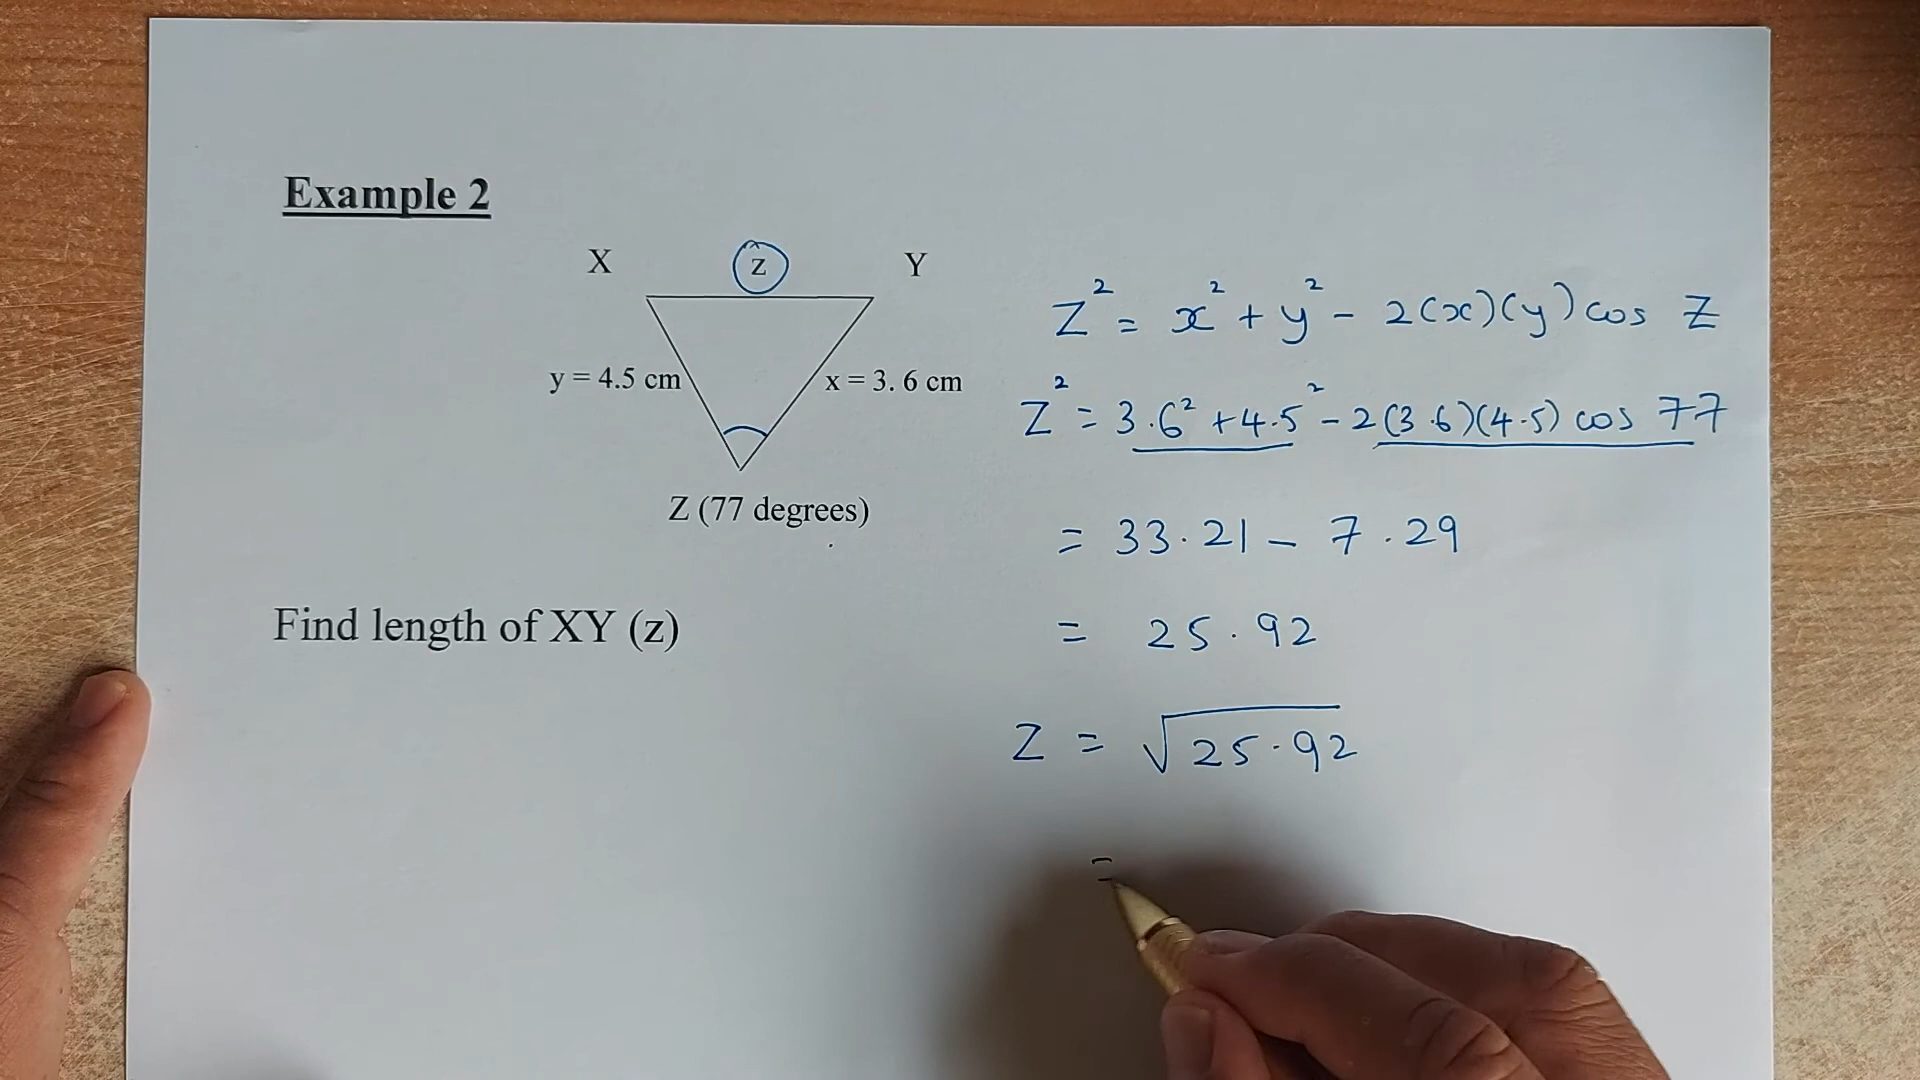 Example 2
X z Y
y = 4.5 cm x = 3. 6 cm
Z (77 degrees)
Find length of XY (z)
z² = x² + y² - 2(x)(y) cos Z
z² = 3.6² + 4.5² - 2(3.6)(4.5) cos 77
= 33.21 - 7.29
= 25.92
z = √25.92
=